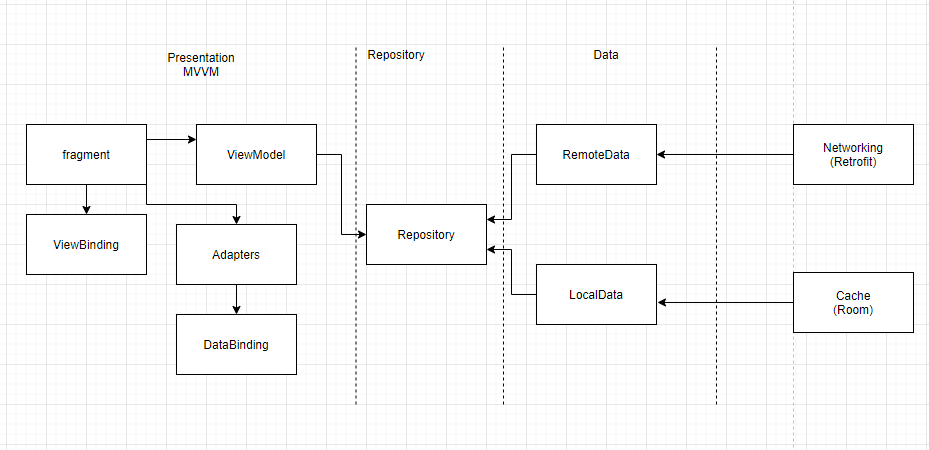 Presentation
MVVM
Repository
Data
fragment
ViewModel
RemoteData
Networking
(Retrofit)
ViewBinding
Adapters
Repository
LocalData
Cache
(Room)
DataBinding